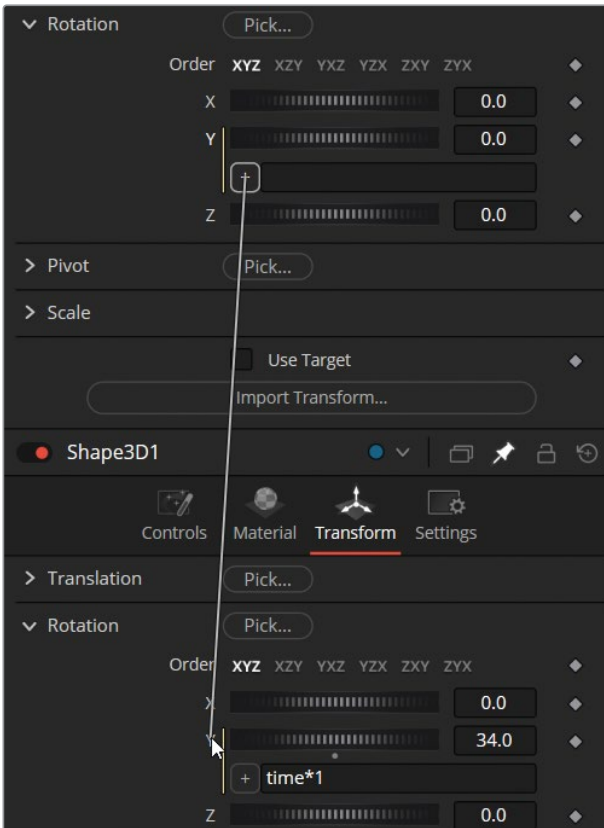 Rotation Pick...
Order XYZ XZY YXZ YZX ZXY ZYX
X 0.0
Y 0.0
+
Z 0.0
Pivot Pick...
Scale
Use Target
Import Transform...
Shape3D1
Controls Material Transform Settings
Translation Pick...
Rotation Pick...
Order XYZ XZY YXZ YZX ZXY ZYX
X 0.0
Y 34.0
+ time*1
Z 0.0